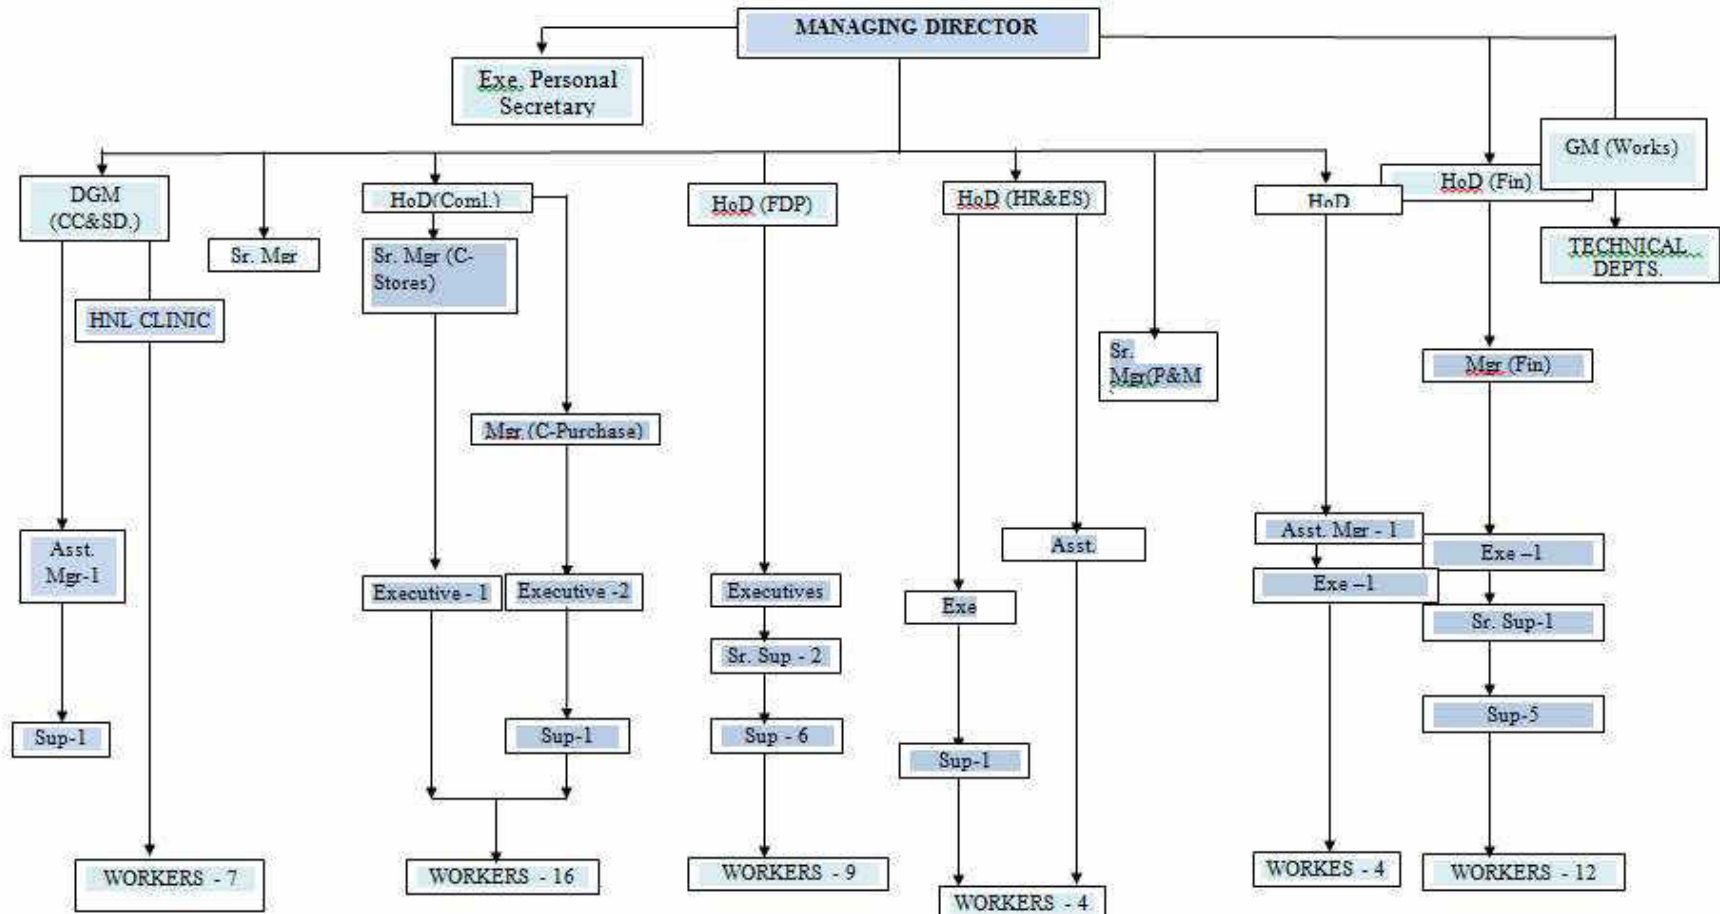 MANAGING DIRECTOR
Exe. Personal
Secretary
GM (Works)
HoD (Fin)
DGM
(CC&SD.)
HoD(Coml.)
HoD (FDP)
HoD (HR&ES)
HoD
Sr. Mgr
Sr. Mgr (C-
Stores)
TECHNICAL
DEPTS.
HNL CLINIC
Sr.
Mgr(P&M
Mgr (Fin)
Mgr.(C-Purchase)
Asst.
Mgr-1
Asst.
Asst. Mgr - 1
Exe –1
Executive - 1
Executive -2
Executives
Exe
Exe –1
Sr. Sup - 2
Sr. Sup-1
Sup-1
Sup-1
Sup - 6
Sup-1
Sup-5
WORKERS - 7
WORKERS - 16
WORKERS - 9
WORKERS - 4
WORKES - 4
WORKERS - 12